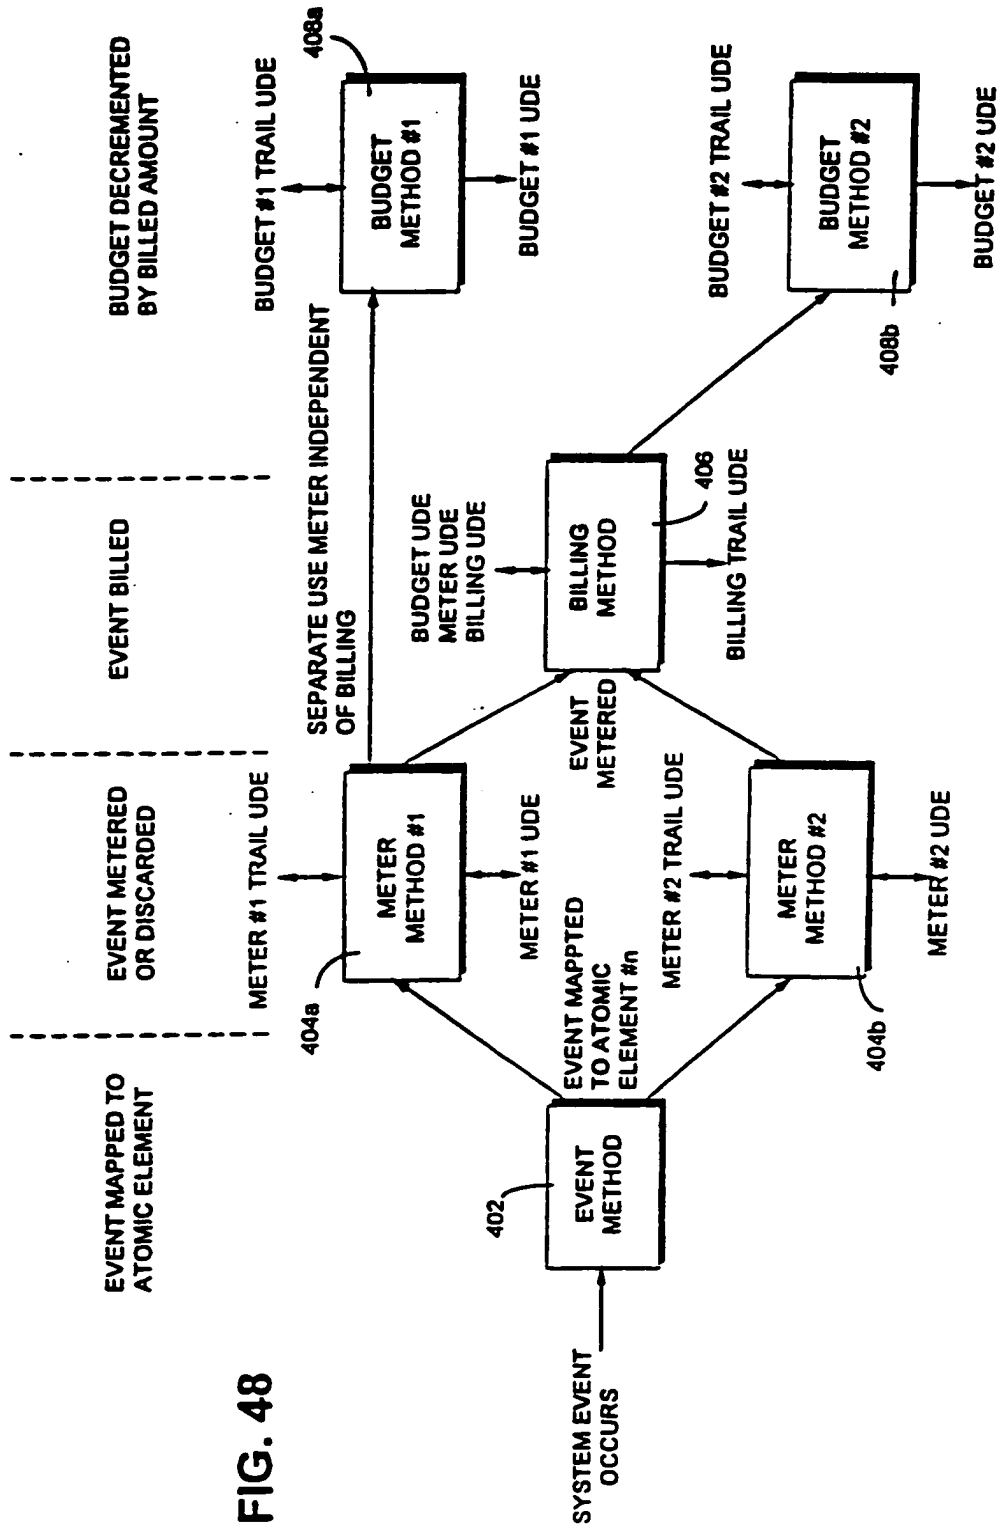 FIG. 48
EVENT MAPPED TO
ATOMIC ELEMENT
EVENT METERED
OR DISCARDED
EVENT BILLED
BUDGET DECREMENTED
BY BILLED AMOUNT
SYSTEM EVENT
OCCURS
402
EVENT
METHOD
EVENT MAPPTED
TO ATOMIC
ELEMENT #n
METER #1 TRAIL UDE
404a
METER
METHOD #1
METER #1 UDE
METER #2 TRAIL UDE
METER
METHOD #2
404b
METER #2 UDE
SEPARATE USE METER INDEPENDENT
OF BILLING
EVENT
METERED
BUDGET UDE
METER UDE
BILLING UDE
BILLING
METHOD
406
BILLING TRAIL UDE
BUDGET #1 TRAIL UDE
408a
BUDGET
METHOD #1
BUDGET #1 UDE
BUDGET #2 TRAIL UDE
BUDGET
METHOD #2
408b
BUDGET #2 UDE